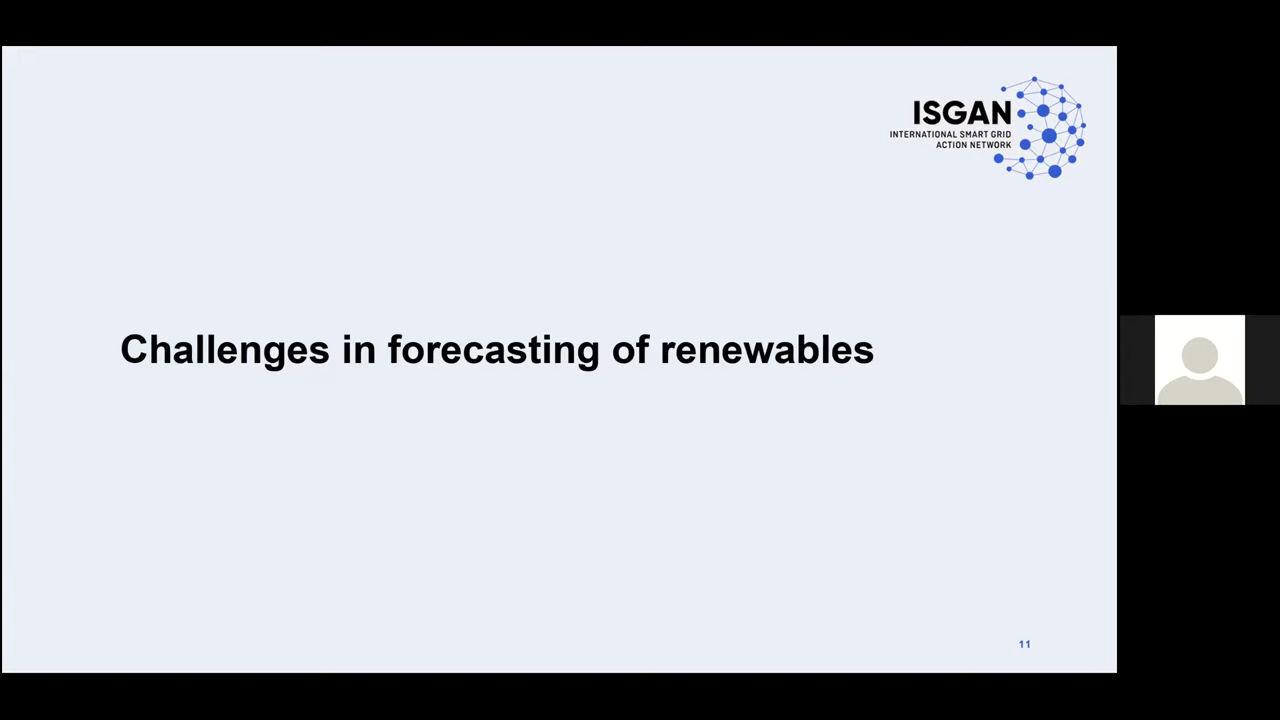 ISGAN
INTERNATIONAL SMART GRID
ACTION NETWORK
Challenges in forecasting of renewables
11